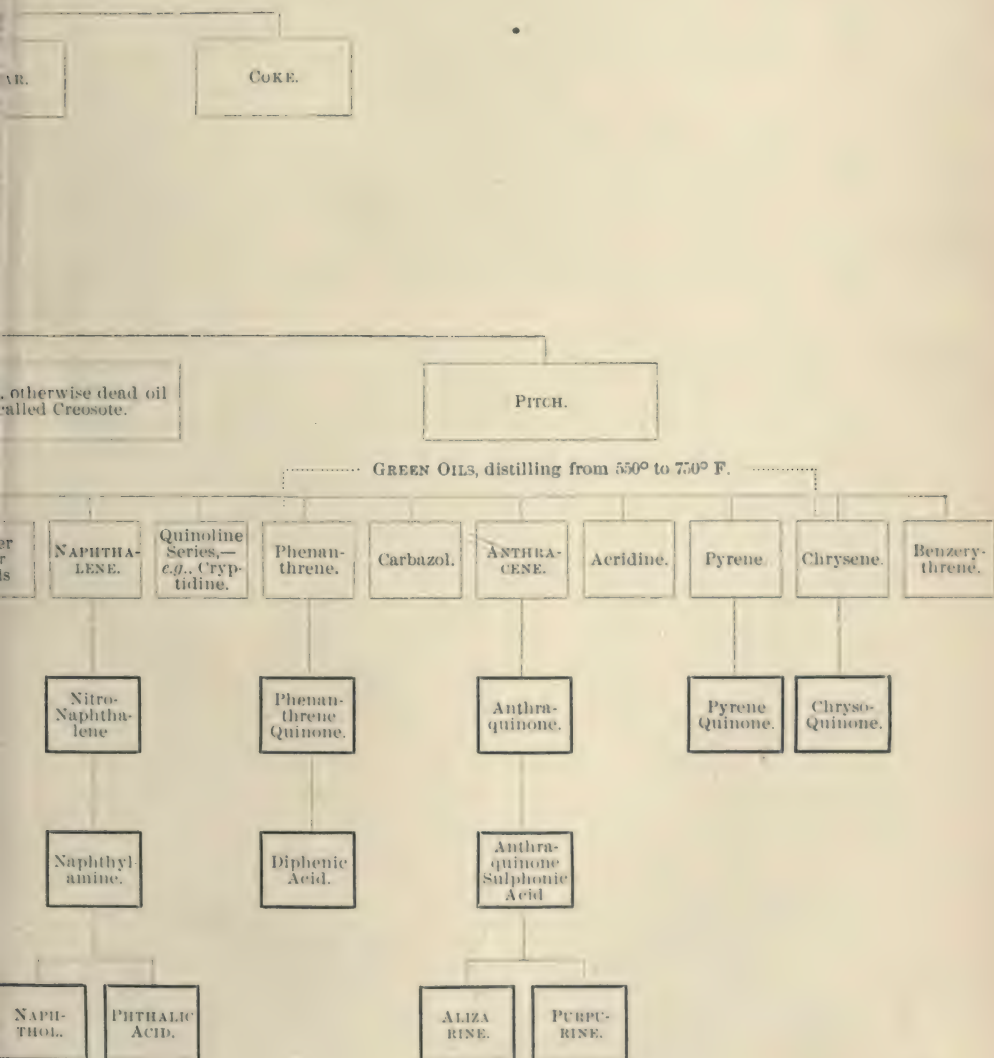 AR.
COKE.
, otherwise dead oil
called Creosote.
PITCH.
GREEN OILS, distilling from 550° to 750° F.
er
r
ls
NAPHTHA-
LENE.
Quinoline
Series,—
e.g., Cryp-
tidine.
Phenan-
threne.
Carbazol.
ANTHRA-
CENE.
Acridine.
Pyrene.
Chrysene.
Benzery-
threne.
Nitro-
Naphtha-
lene
Phenan-
threne
Quinone.
Anthra-
quinone.
Pyrene
Quinone.
Chryso-
Quinone.
Naphthyl-
amine.
Diphenic
Acid.
Anthra-
quinone
Sulphonic
Acid
NAPH-
THOL.
PHTHALIC
ACID.
ALIZA
RINE.
PURPU-
RINE.